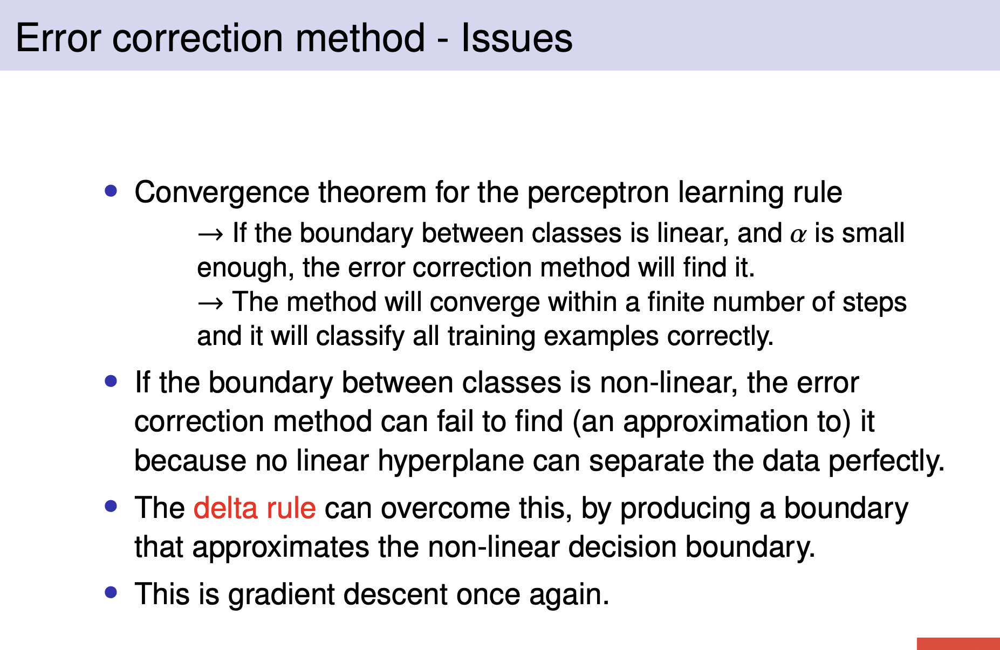 Error correction method - Issues
• Convergence theorem for the perceptron learning rule
→ If the boundary between classes is linear, and α is small
enough, the error correction method will find it.
→ The method will converge within a finite number of steps
and it will classify all training examples correctly.
• If the boundary between classes is non-linear, the error
correction method can fail to find (an approximation to) it
because no linear hyperplane can separate the data perfectly.
• The delta rule can overcome this, by producing a boundary
that approximates the non-linear decision boundary.
• This is gradient descent once again.